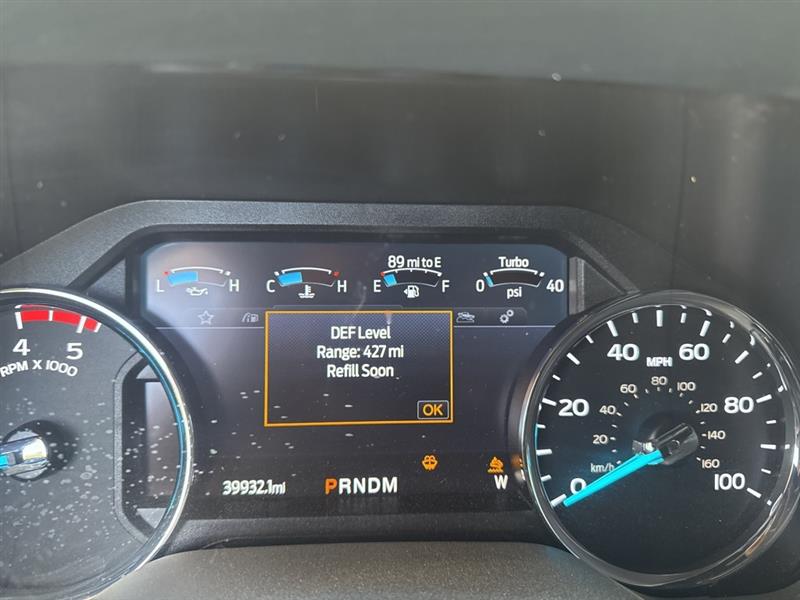 89 mi to E
Turbo
L H
C H
E F
0 40
psi
DEF Level
Range: 427 mi
Refill Soon
OK
4 5
RPM X 1000
39932.1mi
PRNDM
W
0 20 40 60 80 100
MPH
20 40 60 80 100 120 140 160
km/h